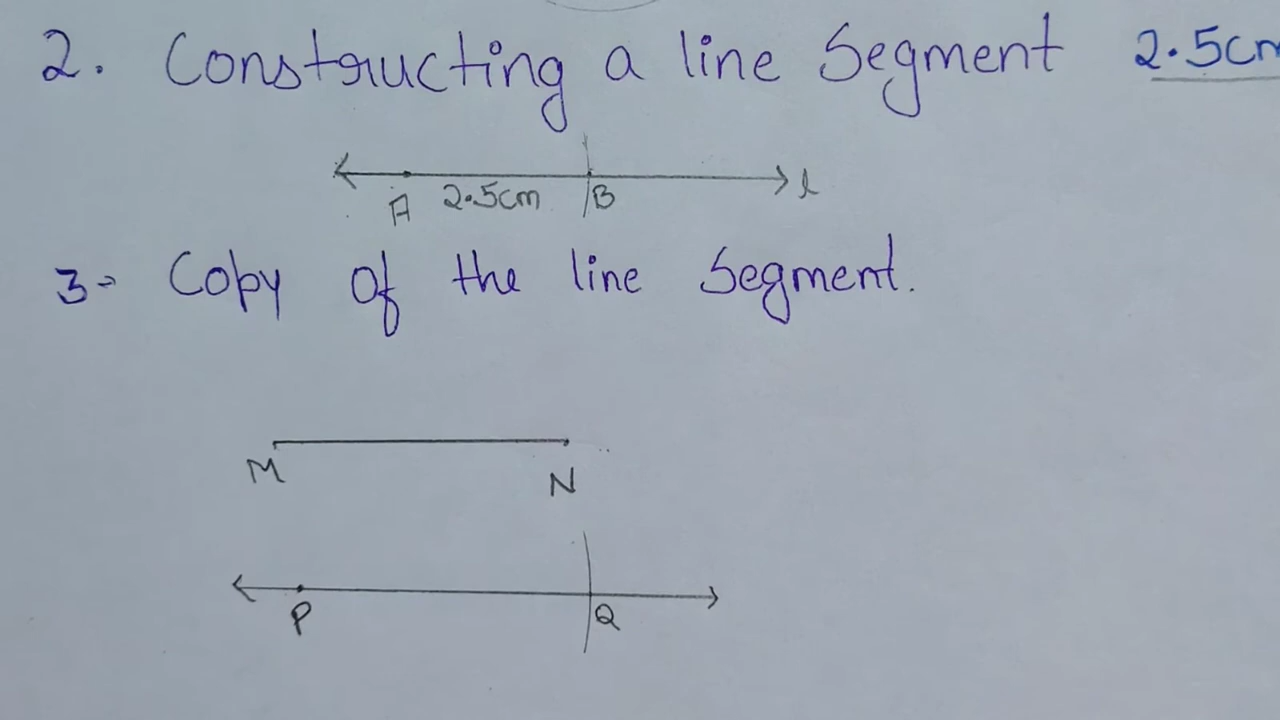 2. Constructing a line Segment 2.5cm
A 2.5cm B l
3. Copy of the line Segment.
M N
P Q